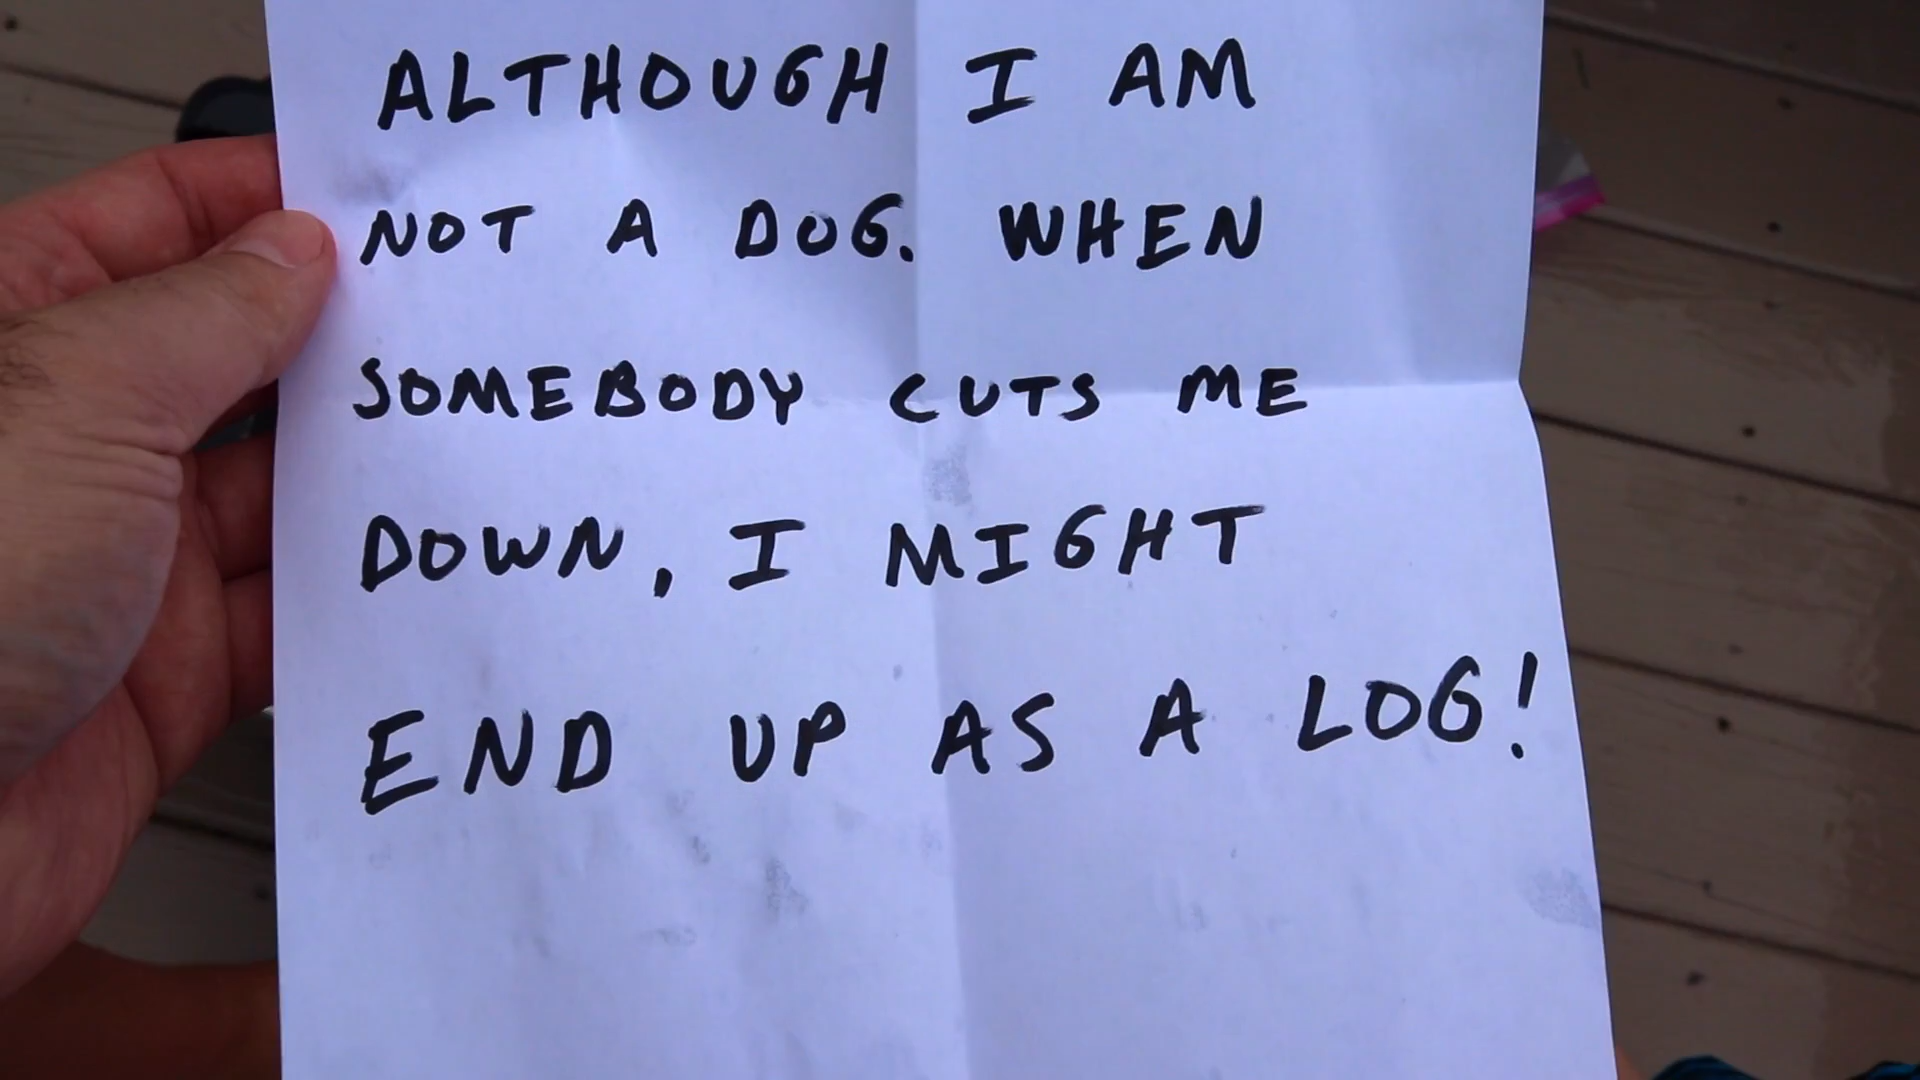 ALTHOUGH I AM
NOT A DOG. WHEN
SOMEBODY CUTS ME
DOWN, I MIGHT
END UP AS A LOG!